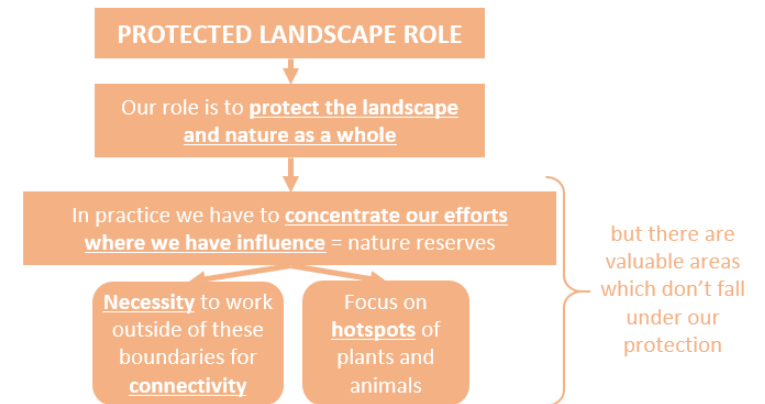 PROTECTED LANDSCAPE ROLE
Our role is to protect the landscape
and nature as a whole
In practice we have to concentrate our efforts
where we have influence = nature reserves
Necessity to work
outside of these
boundaries for
connectivity
Focus on
hotspots of
plants and
animals
but there are
valuable areas
which don’t fall
under our
protection